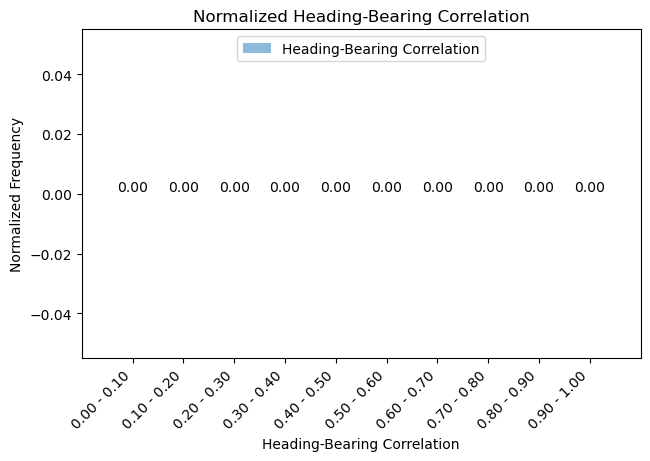 Normalized Heading-Bearing Correlation
Heading-Bearing Correlation
Normalized Frequency
0.04
0.02
0.00
−0.02
−0.04
0.00 0.00 0.00 0.00 0.00 0.00 0.00 0.00 0.00 0.00
0.00 - 0.10
0.10 - 0.20
0.20 - 0.30
0.30 - 0.40
0.40 - 0.50
0.50 - 0.60
0.60 - 0.70
0.70 - 0.80
0.80 - 0.90
0.90 - 1.00
Heading-Bearing Correlation